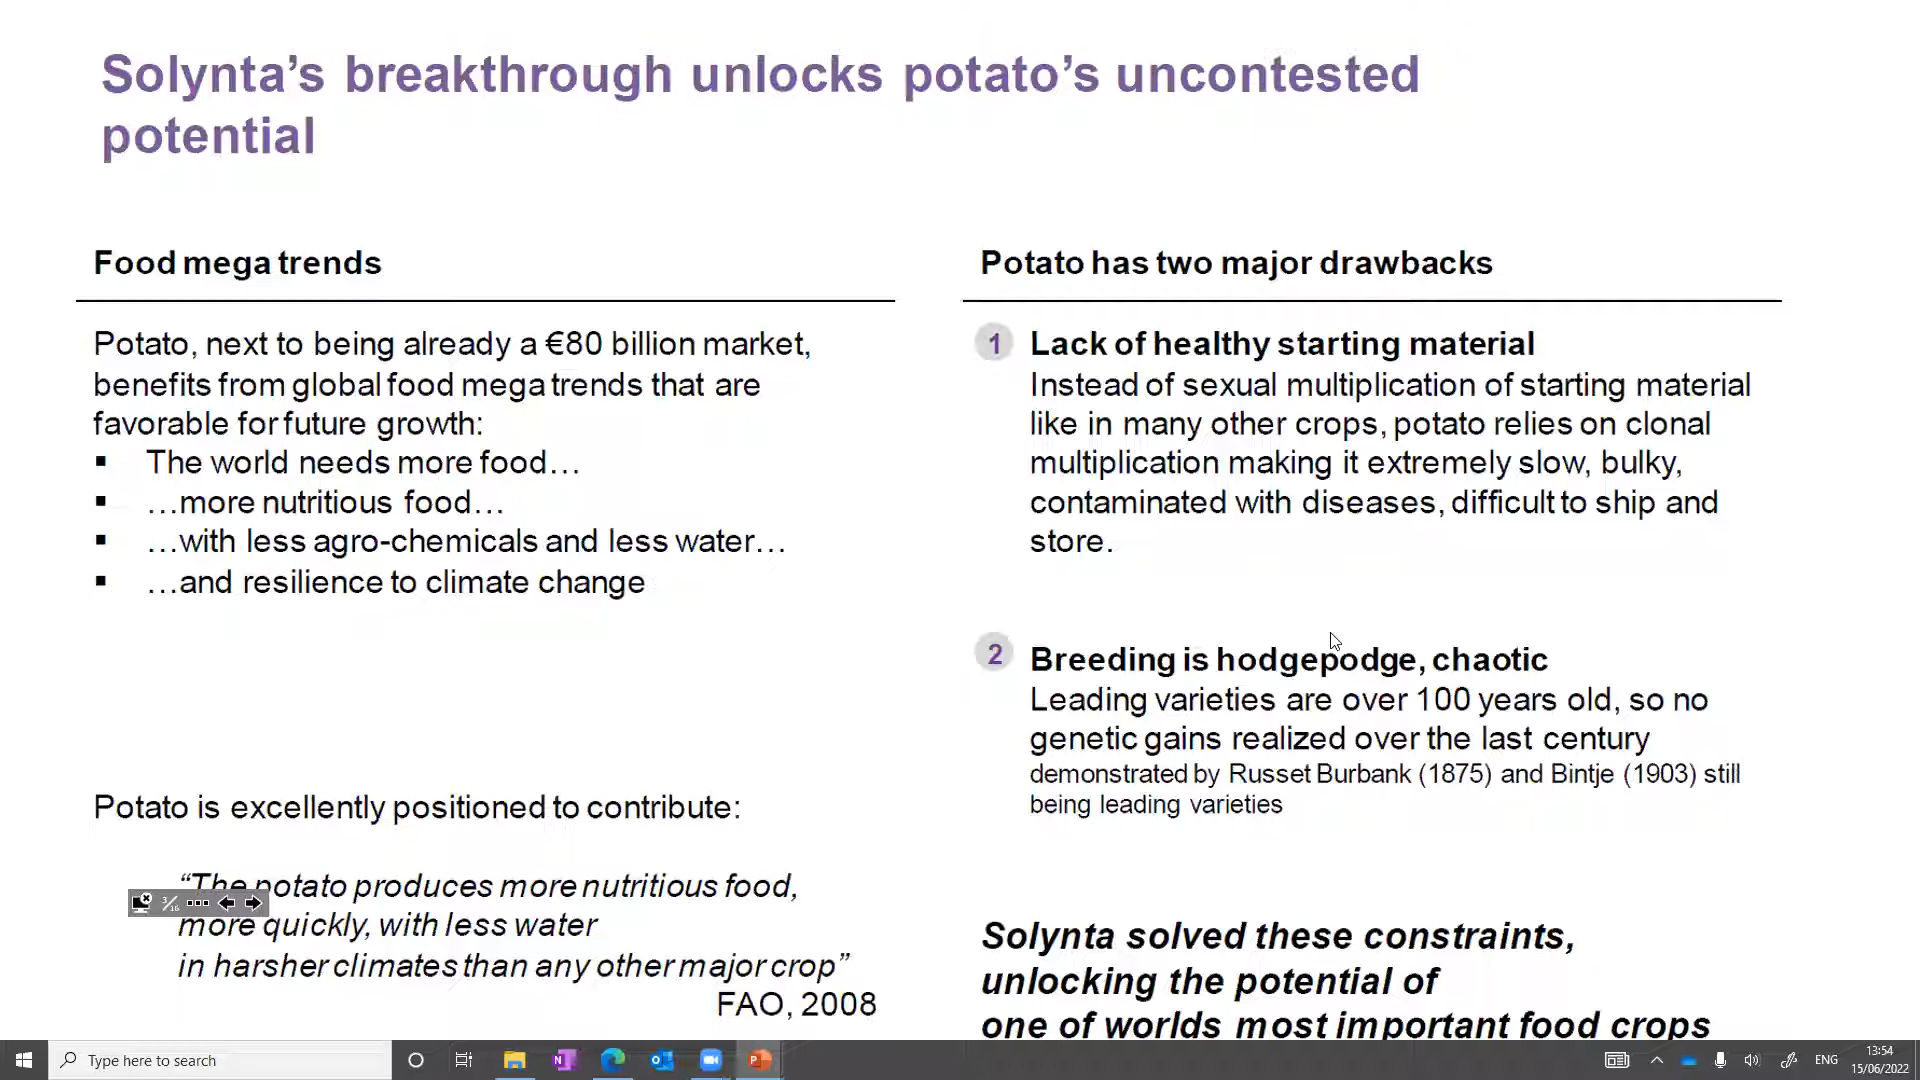 Solynta’s breakthrough unlocks potato’s uncontested
potential
Food mega trends
Potato, next to being already a €80 billion market,
benefits from global food mega trends that are
favorable for future growth:
▪ The world needs more food…
▪ …more nutritious food…
▪ …with less agro-chemicals and less water…
▪ …and resilience to climate change
Potato is excellently positioned to contribute:
“The potato produces more nutritious food,
more quickly, with less water
in harsher climates than any other major crop”
FAO, 2008
Potato has two major drawbacks
1 Lack of healthy starting material
Instead of sexual multiplication of starting material
like in many other crops, potato relies on clonal
multiplication making it extremely slow, bulky,
contaminated with diseases, difficult to ship and
store.
2 Breeding is hodgepodge, chaotic
Leading varieties are over 100 years old, so no
genetic gains realized over the last century
demonstrated by Russet Burbank (1875) and Bintje (1903) still
being leading varieties
Solynta solved these constraints,
unlocking the potential of
one of worlds most important food crops
3/16
Type here to search
N
P
ENG
13:54
15/06/2022